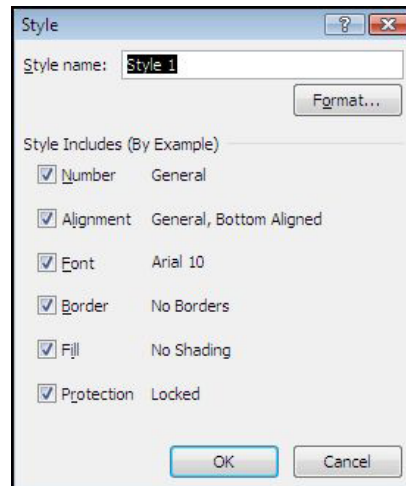 Style
Style name: Style 1
Format...
Style Includes (By Example)
Number General
Alignment General, Bottom Aligned
Font Arial 10
Border No Borders
Fill No Shading
Protection Locked
OK Cancel